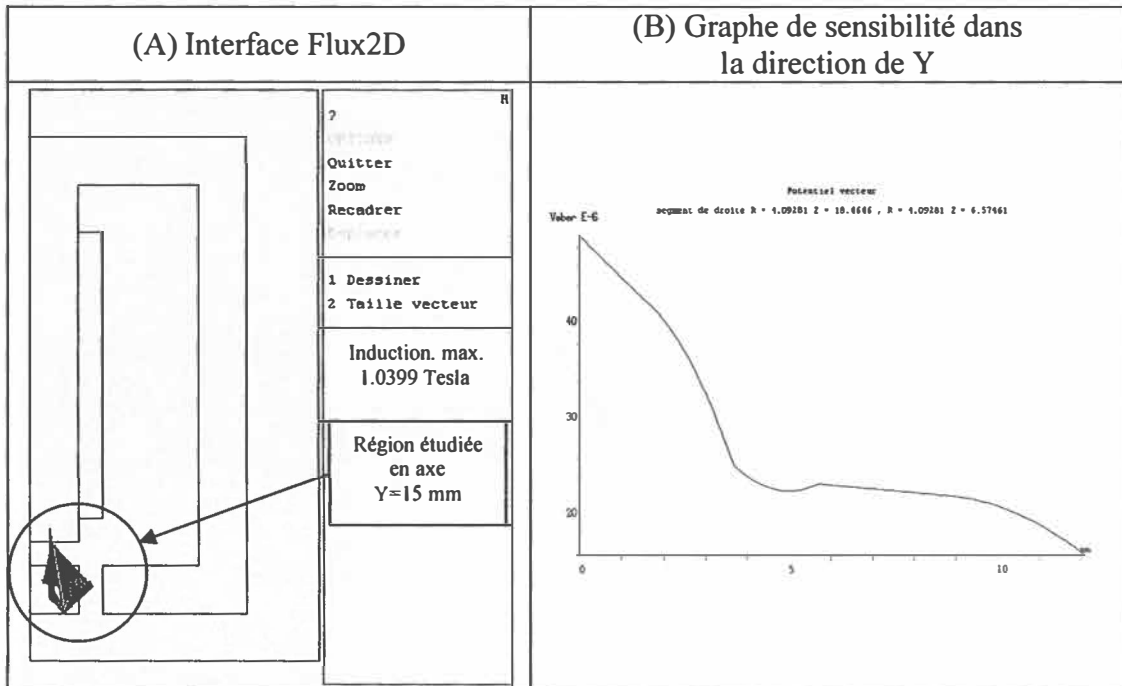 (A) Interface Flux2D
(B) Graphe de sensibilité dans
la direction de Y
?
Quitter
Zoom
Recadrer
1 Dessiner
2 Taille vecteur
Induction. max.
1.0399 Tesla
Région étudiée
en axe
Y=15 mm
Potentiel vecteur
segment de droite R = 4.09281 Z = 18.6646 , R = 4.09281 Z = 6.57461
Weber E-6
40
30
20
0
5
10